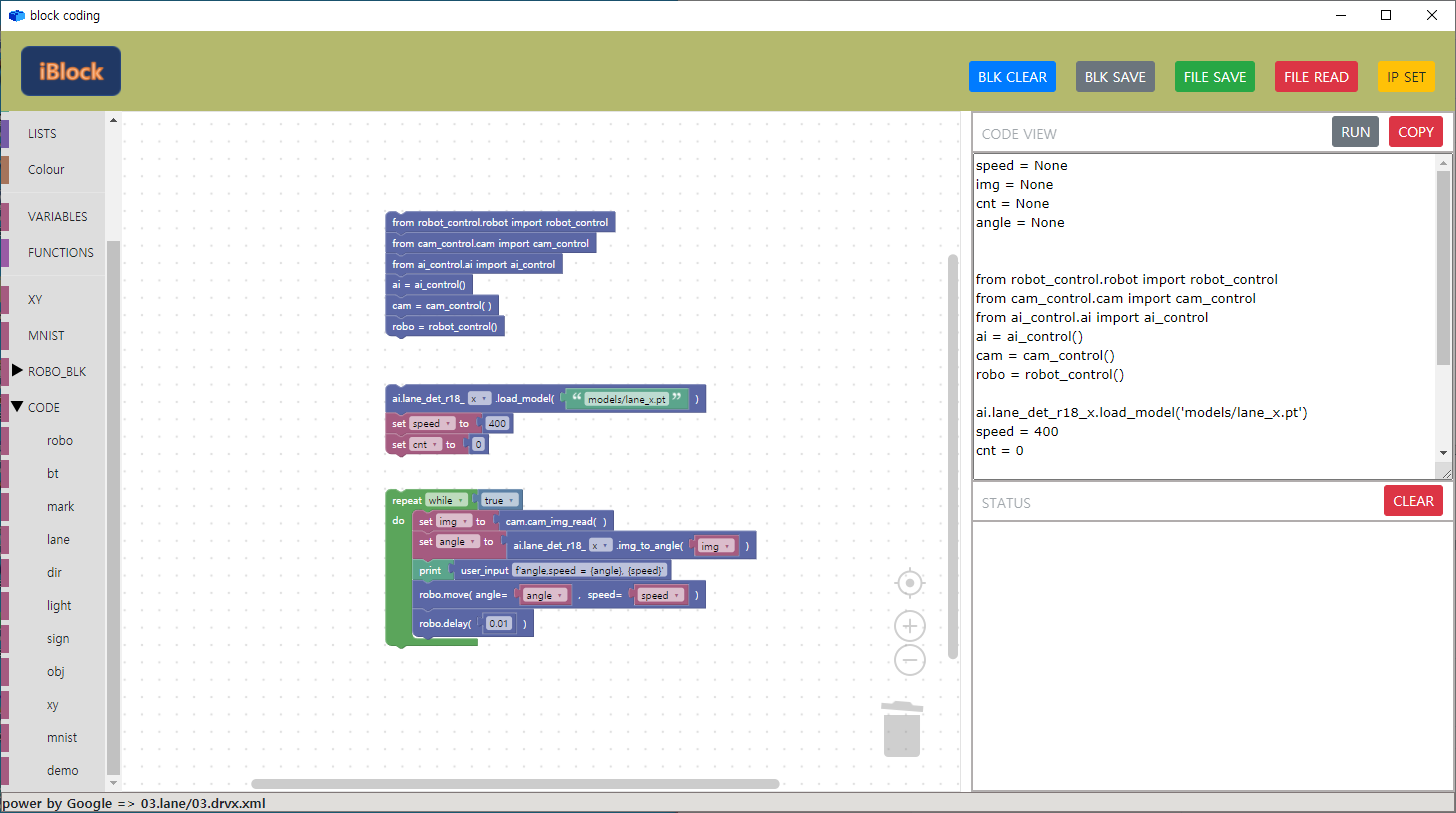 block coding
iBlock
BLK CLEAR
BLK SAVE
FILE SAVE
FILE READ
IP SET
LISTS
Colour
VARIABLES
FUNCTIONS
XY
MNIST
ROBO_BLK
CODE
robo
bt
mark
lane
dir
light
sign
obj
xy
mnist
demo
from robot_control.robot import robot_control
from cam_control.cam import cam_control
from ai_control.ai import ai_control
ai = ai_control()
cam = cam_control( )
robo = robot_control()
ai.lane_det_r18_ x .load_model( “ models/lane_x.pt ” )
set speed to 400
set cnt to 0
repeat while true
do set img to cam.cam_img_read( )
set angle to ai.lane_det_r18_ x .img_to_angle( img )
print user_input f'angle,speed = {angle}, {speed}'
robo.move( angle= angle , speed= speed )
robo.delay( 0.01 )
CODE VIEW
RUN
COPY
speed = None
img = None
cnt = None
angle = None
from robot_control.robot import robot_control
from cam_control.cam import cam_control
from ai_control.ai import ai_control
ai = ai_control()
cam = cam_control()
robo = robot_control()
ai.lane_det_r18_x.load_model('models/lane_x.pt')
speed = 400
cnt = 0
STATUS
CLEAR
power by Google => 03.lane/03.drvx.xml